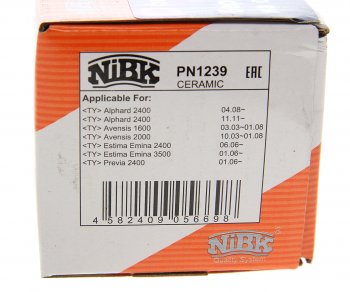 NiBK
PN1239
EAC
CERAMIC
Applicable For:
<TY> Alphard 2400 04.08~
<TY> Alphard 2400 11.11~
<TY> Avensis 1600 03.03~01.08
<TY> Avensis 2000 10.03~01.08
<TY> Estima Emina 2400 06.06~
<TY> Estima Emina 3500 01.06~
<TY> Previa 2400 01.06~
4 582409 056698
NiBK
Quality System